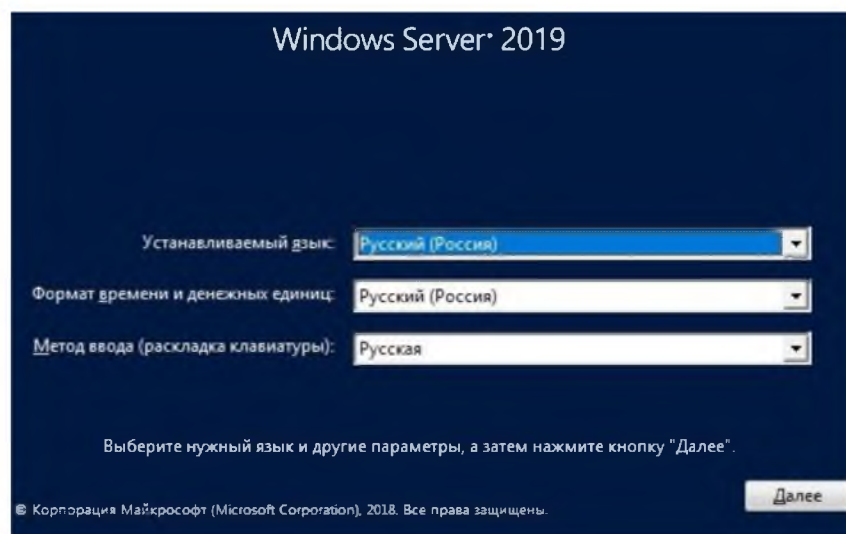 Windows Server® 2019
Устанавливаемый язык: Русский (Россия)
Формат времени и денежных единиц: Русский (Россия)
Метод ввода (раскладка клавиатуры): Русская
Выберите нужный язык и другие параметры, а затем нажмите кнопку "Далее".
Далее
© Корпорация Майкрософт (Microsoft Corporation), 2018. Все права защищены.